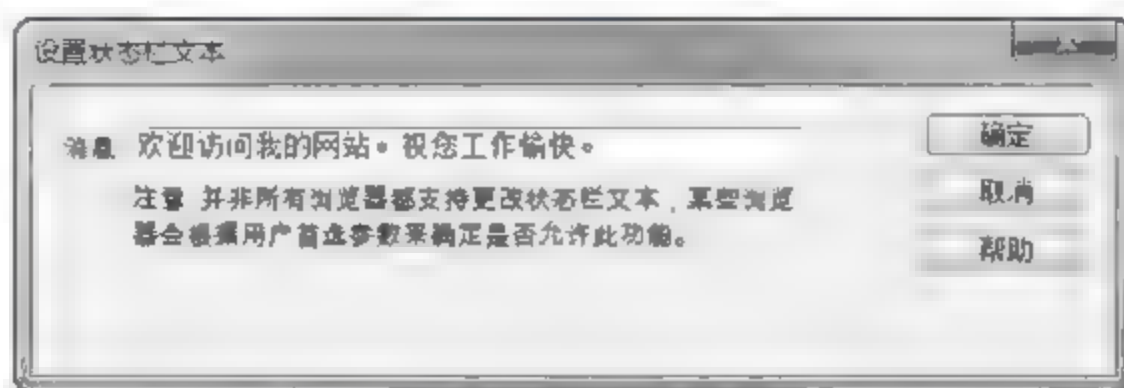 设置状态栏文本
消息 欢迎访问我的网站。祝您工作愉快。
注意 并非所有浏览器都支持更改状态栏文本，某些浏览
器会根据用户首选参数来确定是否允许此功能。
确定
取消
帮助